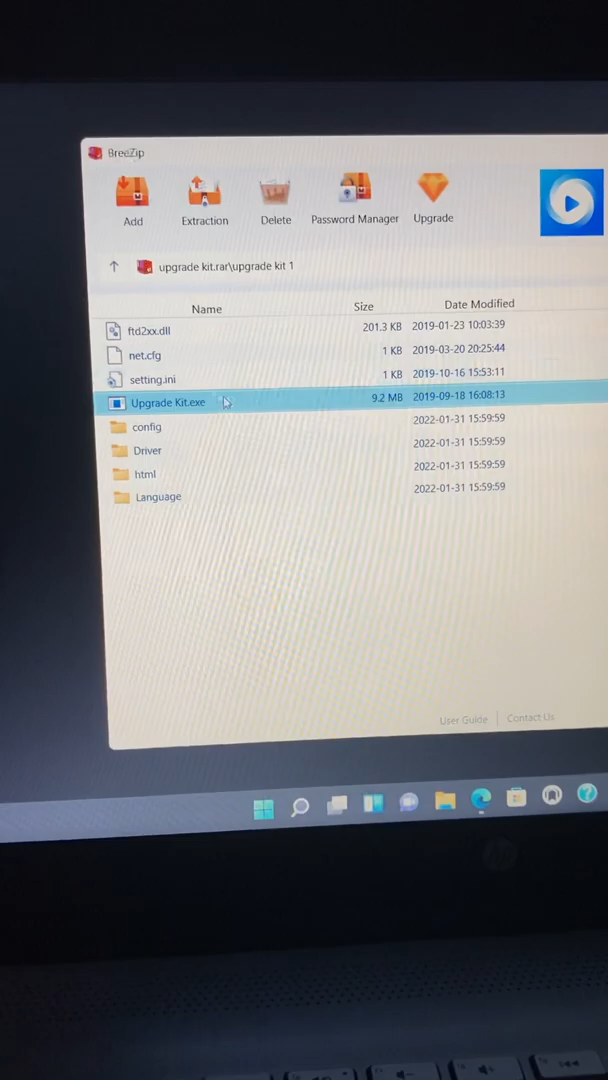 BreeZip
Add
Extraction
Delete
Password Manager
Upgrade
upgrade kit.rar\upgrade kit 1
Name Size Date Modified
ftd2xx.dll 201.3 KB 2019-01-23 10:03:39
net.cfg 1 KB 2019-03-20 20:25:44
setting.ini 1 KB 2019-10-16 15:53:11
Upgrade Kit.exe 9.2 MB 2019-09-18 16:08:13
config 2022-01-31 15:59:59
Driver 2022-01-31 15:59:59
html 2022-01-31 15:59:59
Language 2022-01-31 15:59:59
User Guide
Contact Us